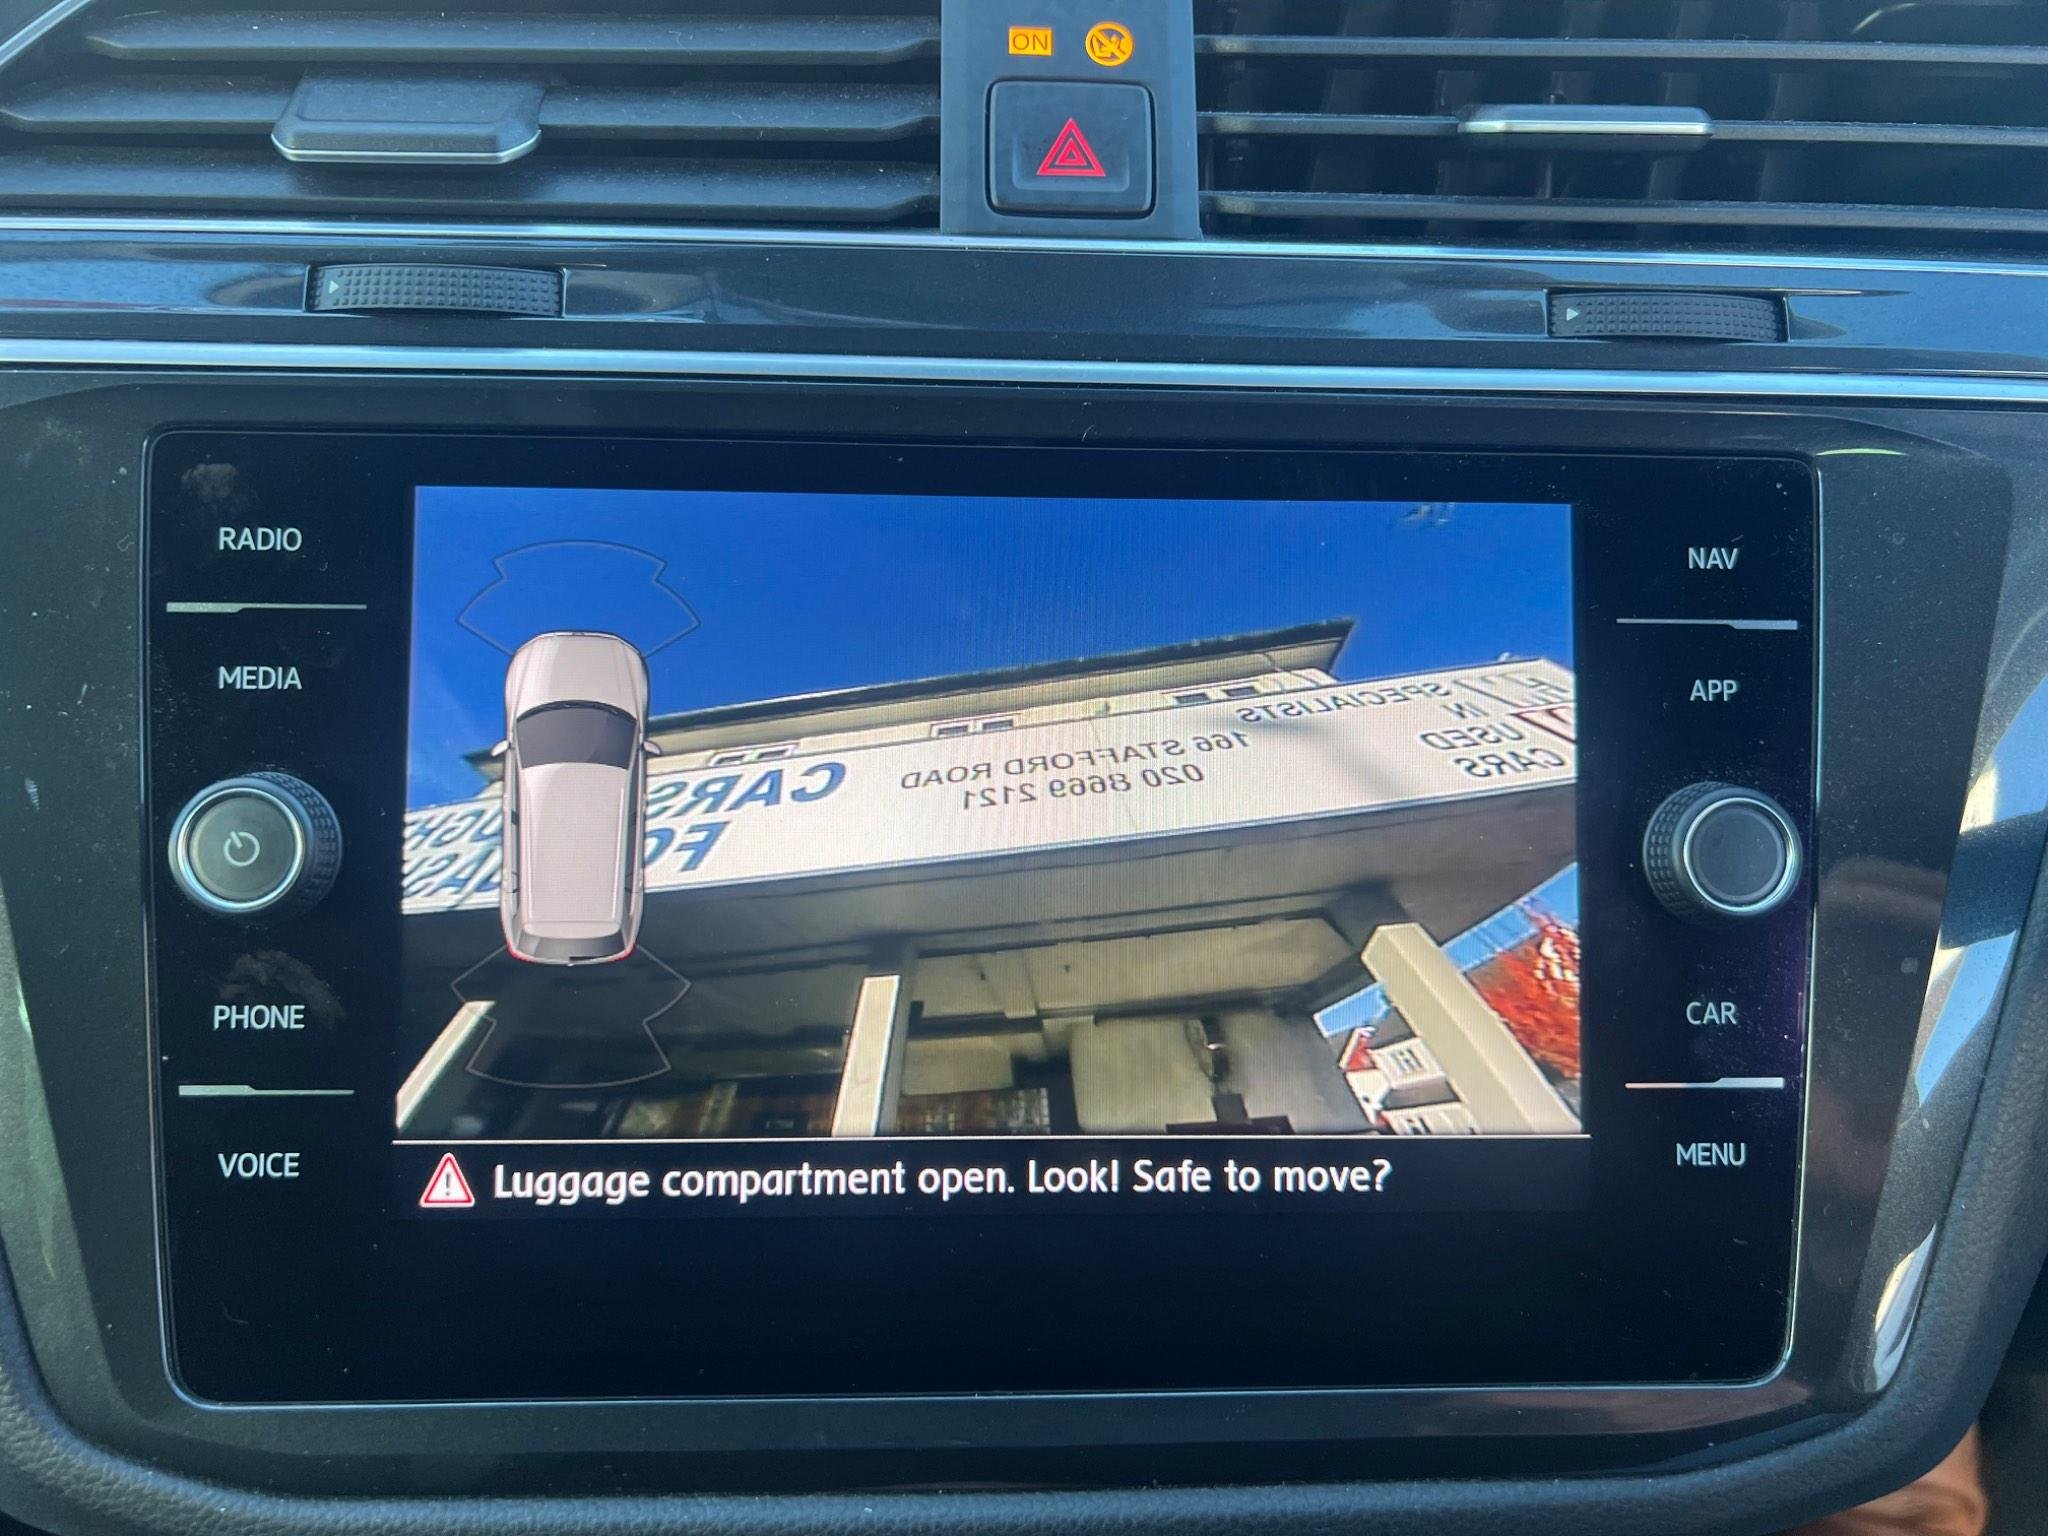 ON
RADIO
MEDIA
PHONE
VOICE
NAV
APP
CAR
MENU
SPECIALISTS
IN
USED
CARS
166 STAFFORD ROAD
020 8669 2121
CARS
Luggage compartment open. Look! Safe to move?